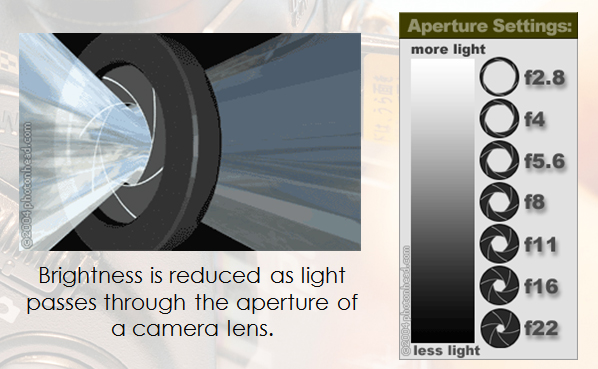 ©2004 photonhead.com
Brightness is reduced as light
passes through the aperture of
a camera lens.
Aperture Settings:
more light
f2.8
f4
f5.6
f8
f11
f16
f22
©2004 photonhead.com
less light